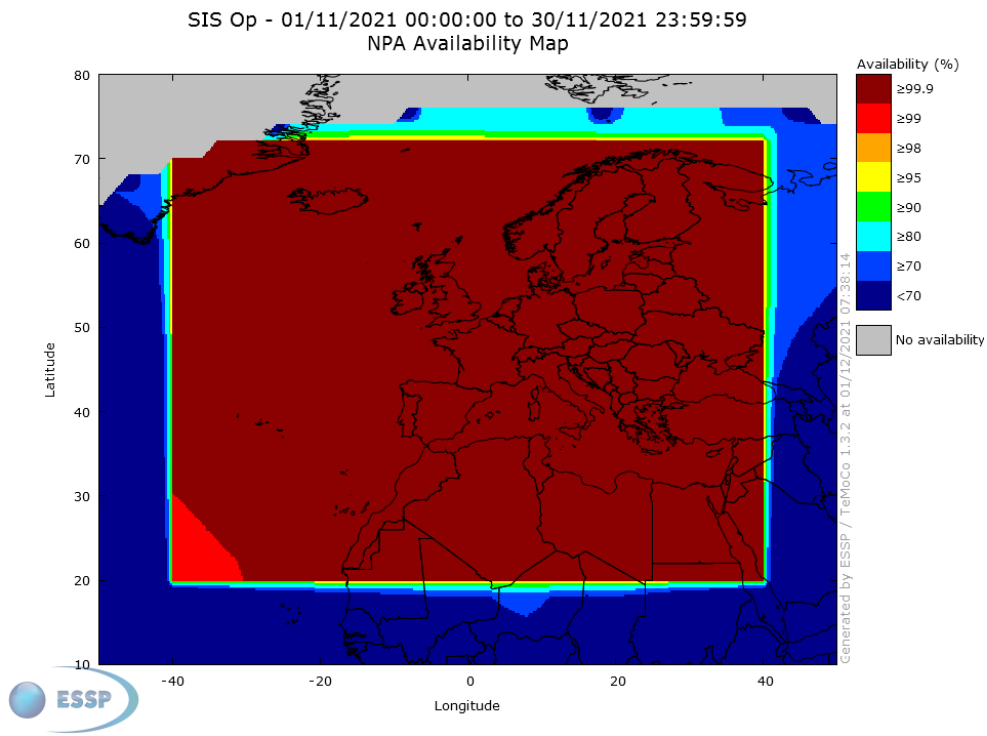 SIS Op - 01/11/2021 00:00:00 to 30/11/2021 23:59:59
NPA Availability Map
Availability (%)
≥99.9
≥99
≥98
≥95
≥90
≥80
≥70
<70
No availability
80
70
60
50
40
30
20
10
Latitude
-40
-20
0
20
40
Longitude
Generated by ESSP / TeMoCo 1.3.2 at 01/12/2021 07:38:14
ESSP